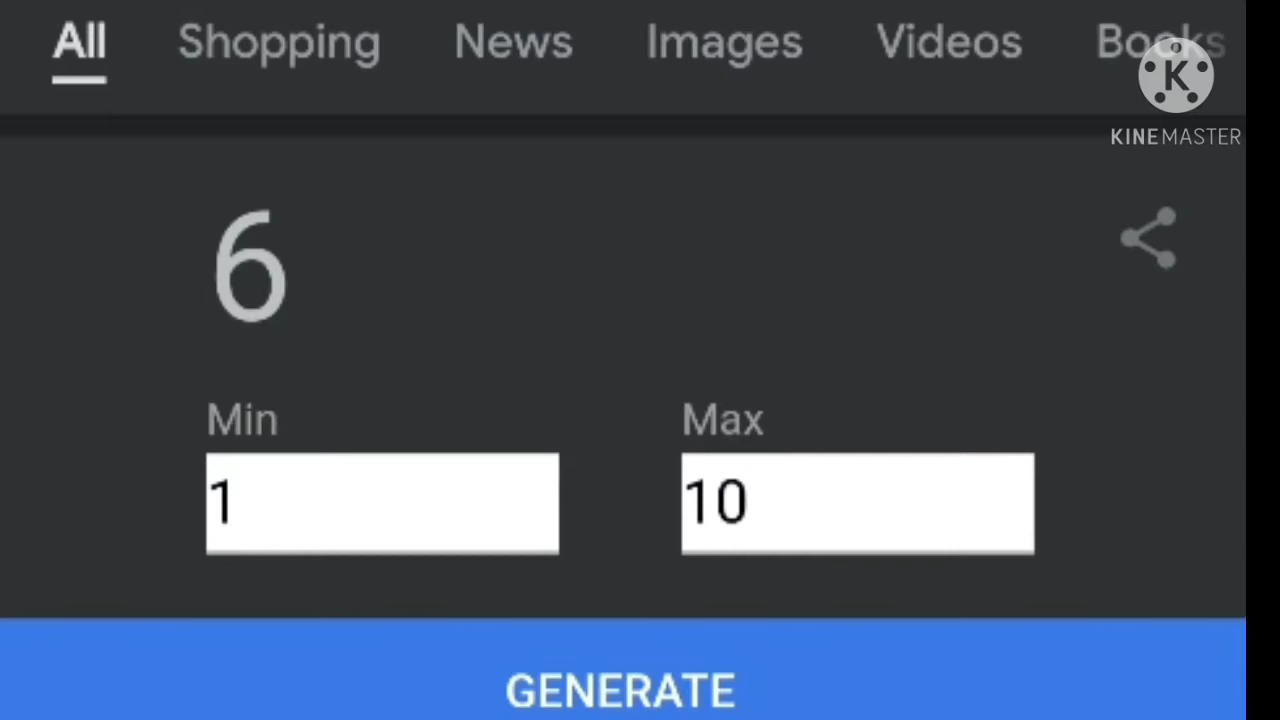 All Shopping News Images Videos Books
K
KINEMASTER
6
Min Max
1 10
GENERATE